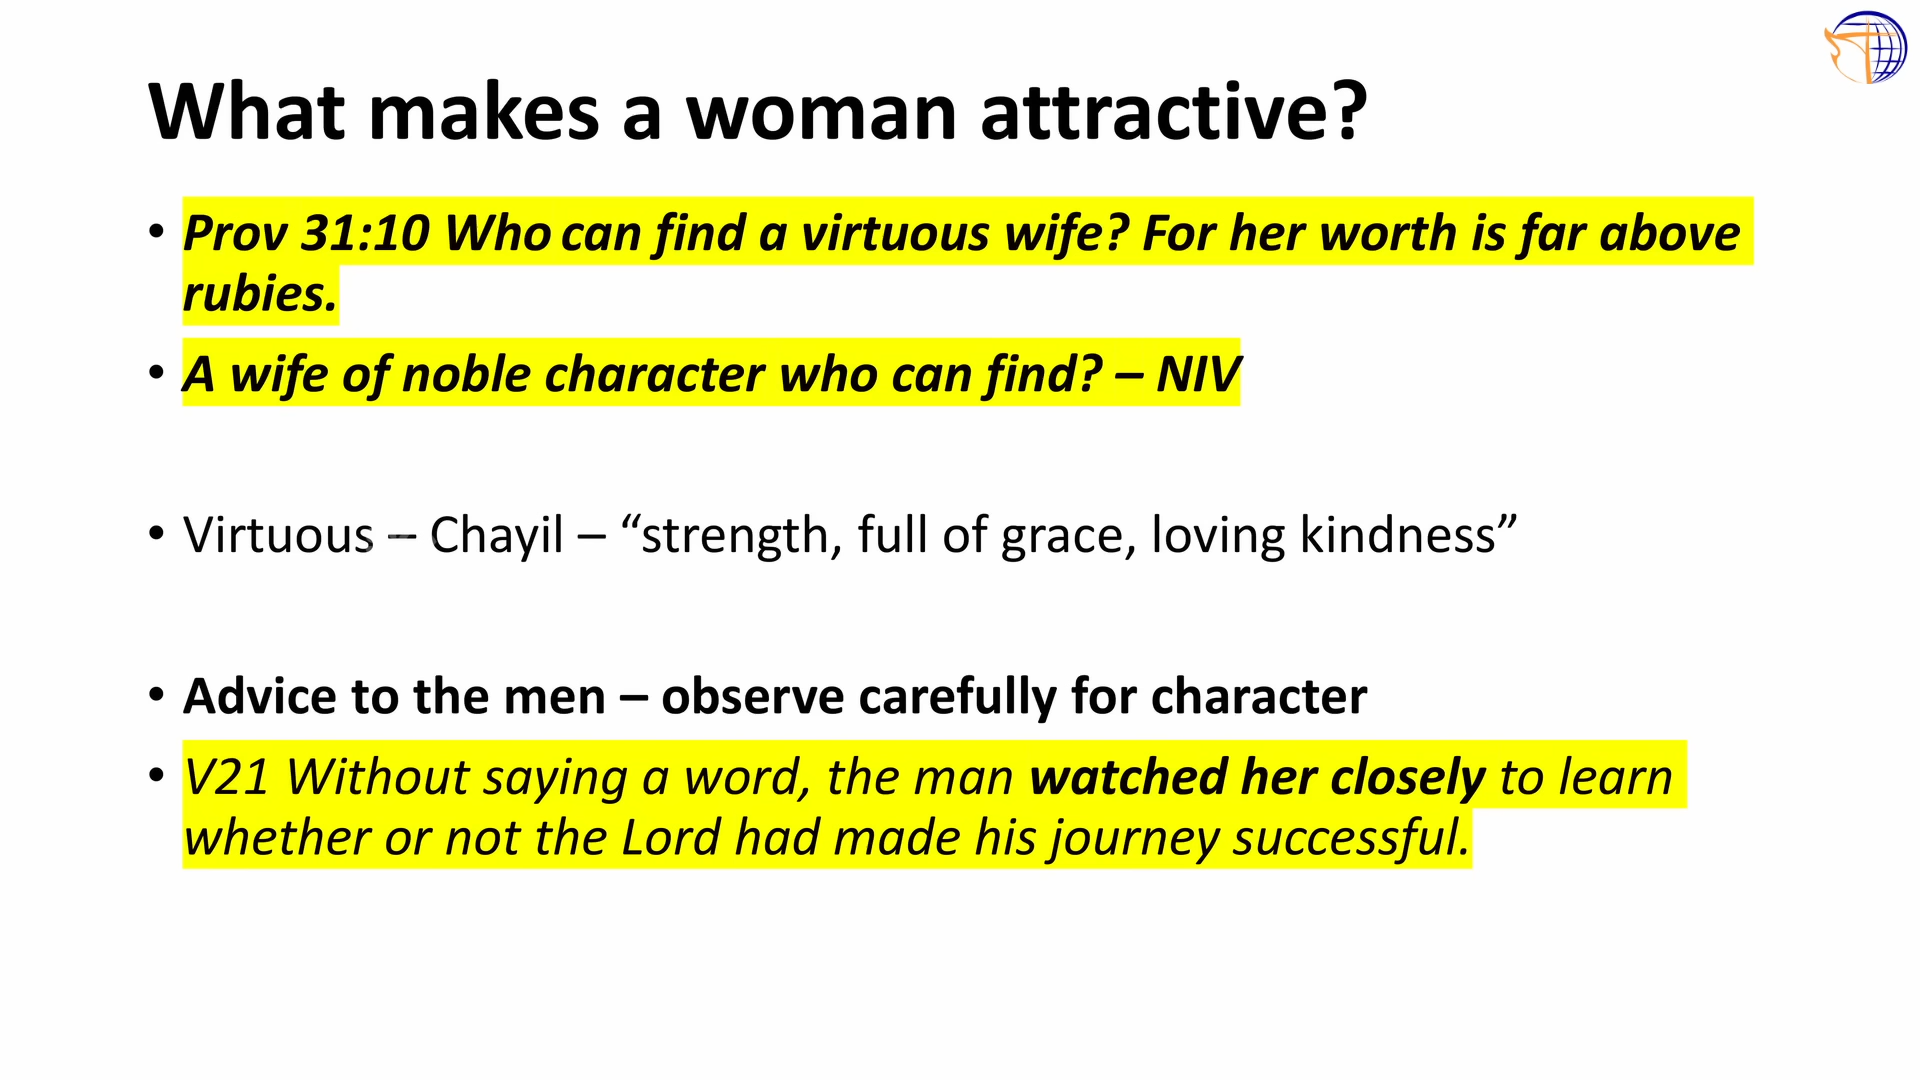 What makes a woman attractive?
• Prov 31:10 Who can find a virtuous wife? For her worth is far above
rubies.
• A wife of noble character who can find? – NIV
• Virtuous – Chayil – “strength, full of grace, loving kindness”
• Advice to the men – observe carefully for character
• V21 Without saying a word, the man watched her closely to learn
whether or not the Lord had made his journey successful.